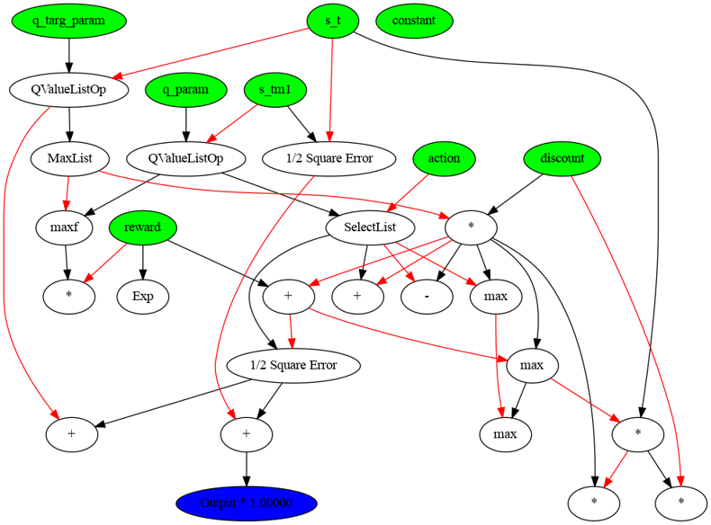 q_targ_param s_t constant
QValueListOp q_param s_tm1
MaxList QValueListOp 1/2 Square Error action discount
maxf reward SelectList *
* Exp + + - max
1/2 Square Error max
+ + max *
Output * 1.00000 * *